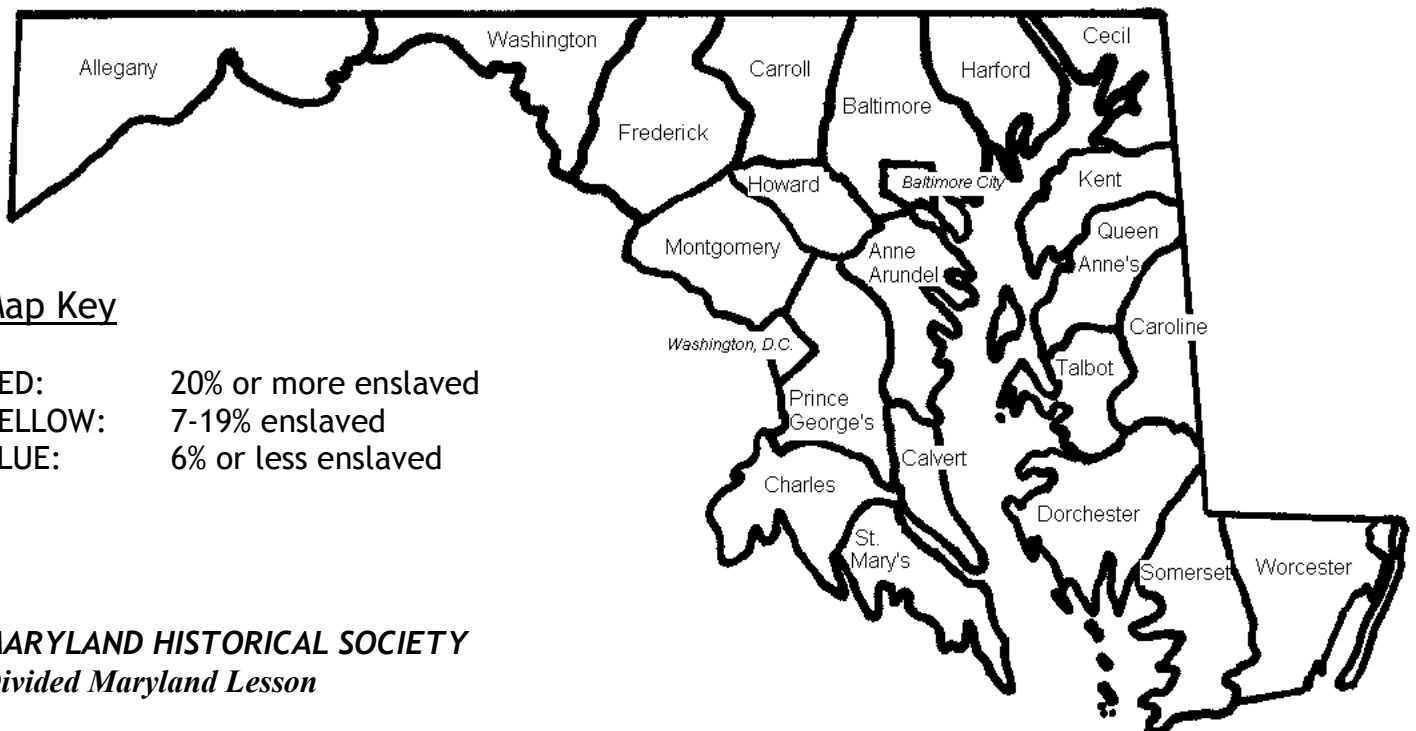 Allegany
Washington
Frederick
Carroll
Baltimore
Harford
Cecil
Howard
Baltimore City
Kent
Montgomery
Anne
Arundel
Queen
Anne's
Caroline
Washington, D.C.
Talbot
Prince
George's
Calvert
Charles
St.
Mary's
Dorchester
Somerset
Worcester
Map Key
ED: 20% or more enslaved
ELLOW: 7-19% enslaved
LUE: 6% or less enslaved
MARYLAND HISTORICAL SOCIETY
Divided Maryland Lesson